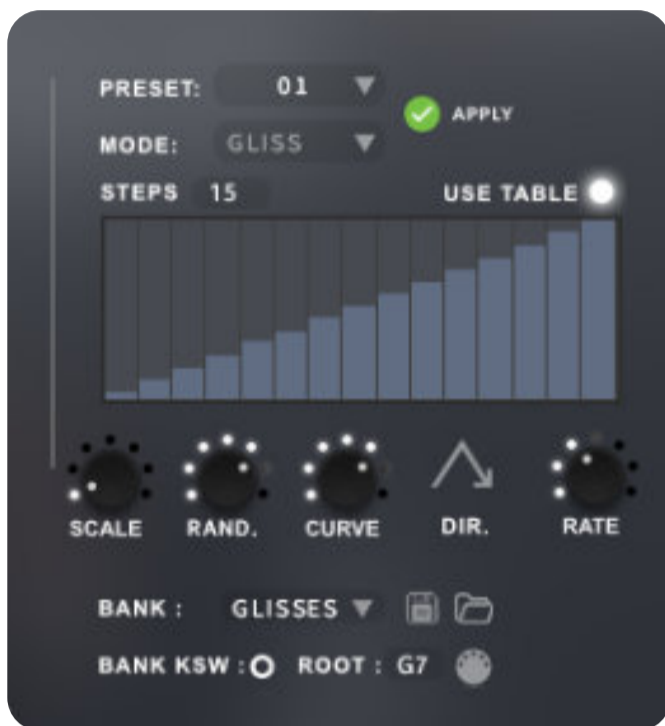 PRESET: 01
APPLY
MODE: GLISS
STEPS 15 USE TABLE
SCALE RAND. CURVE DIR. RATE
BANK : GLISSES
BANK KSW : ROOT : G7